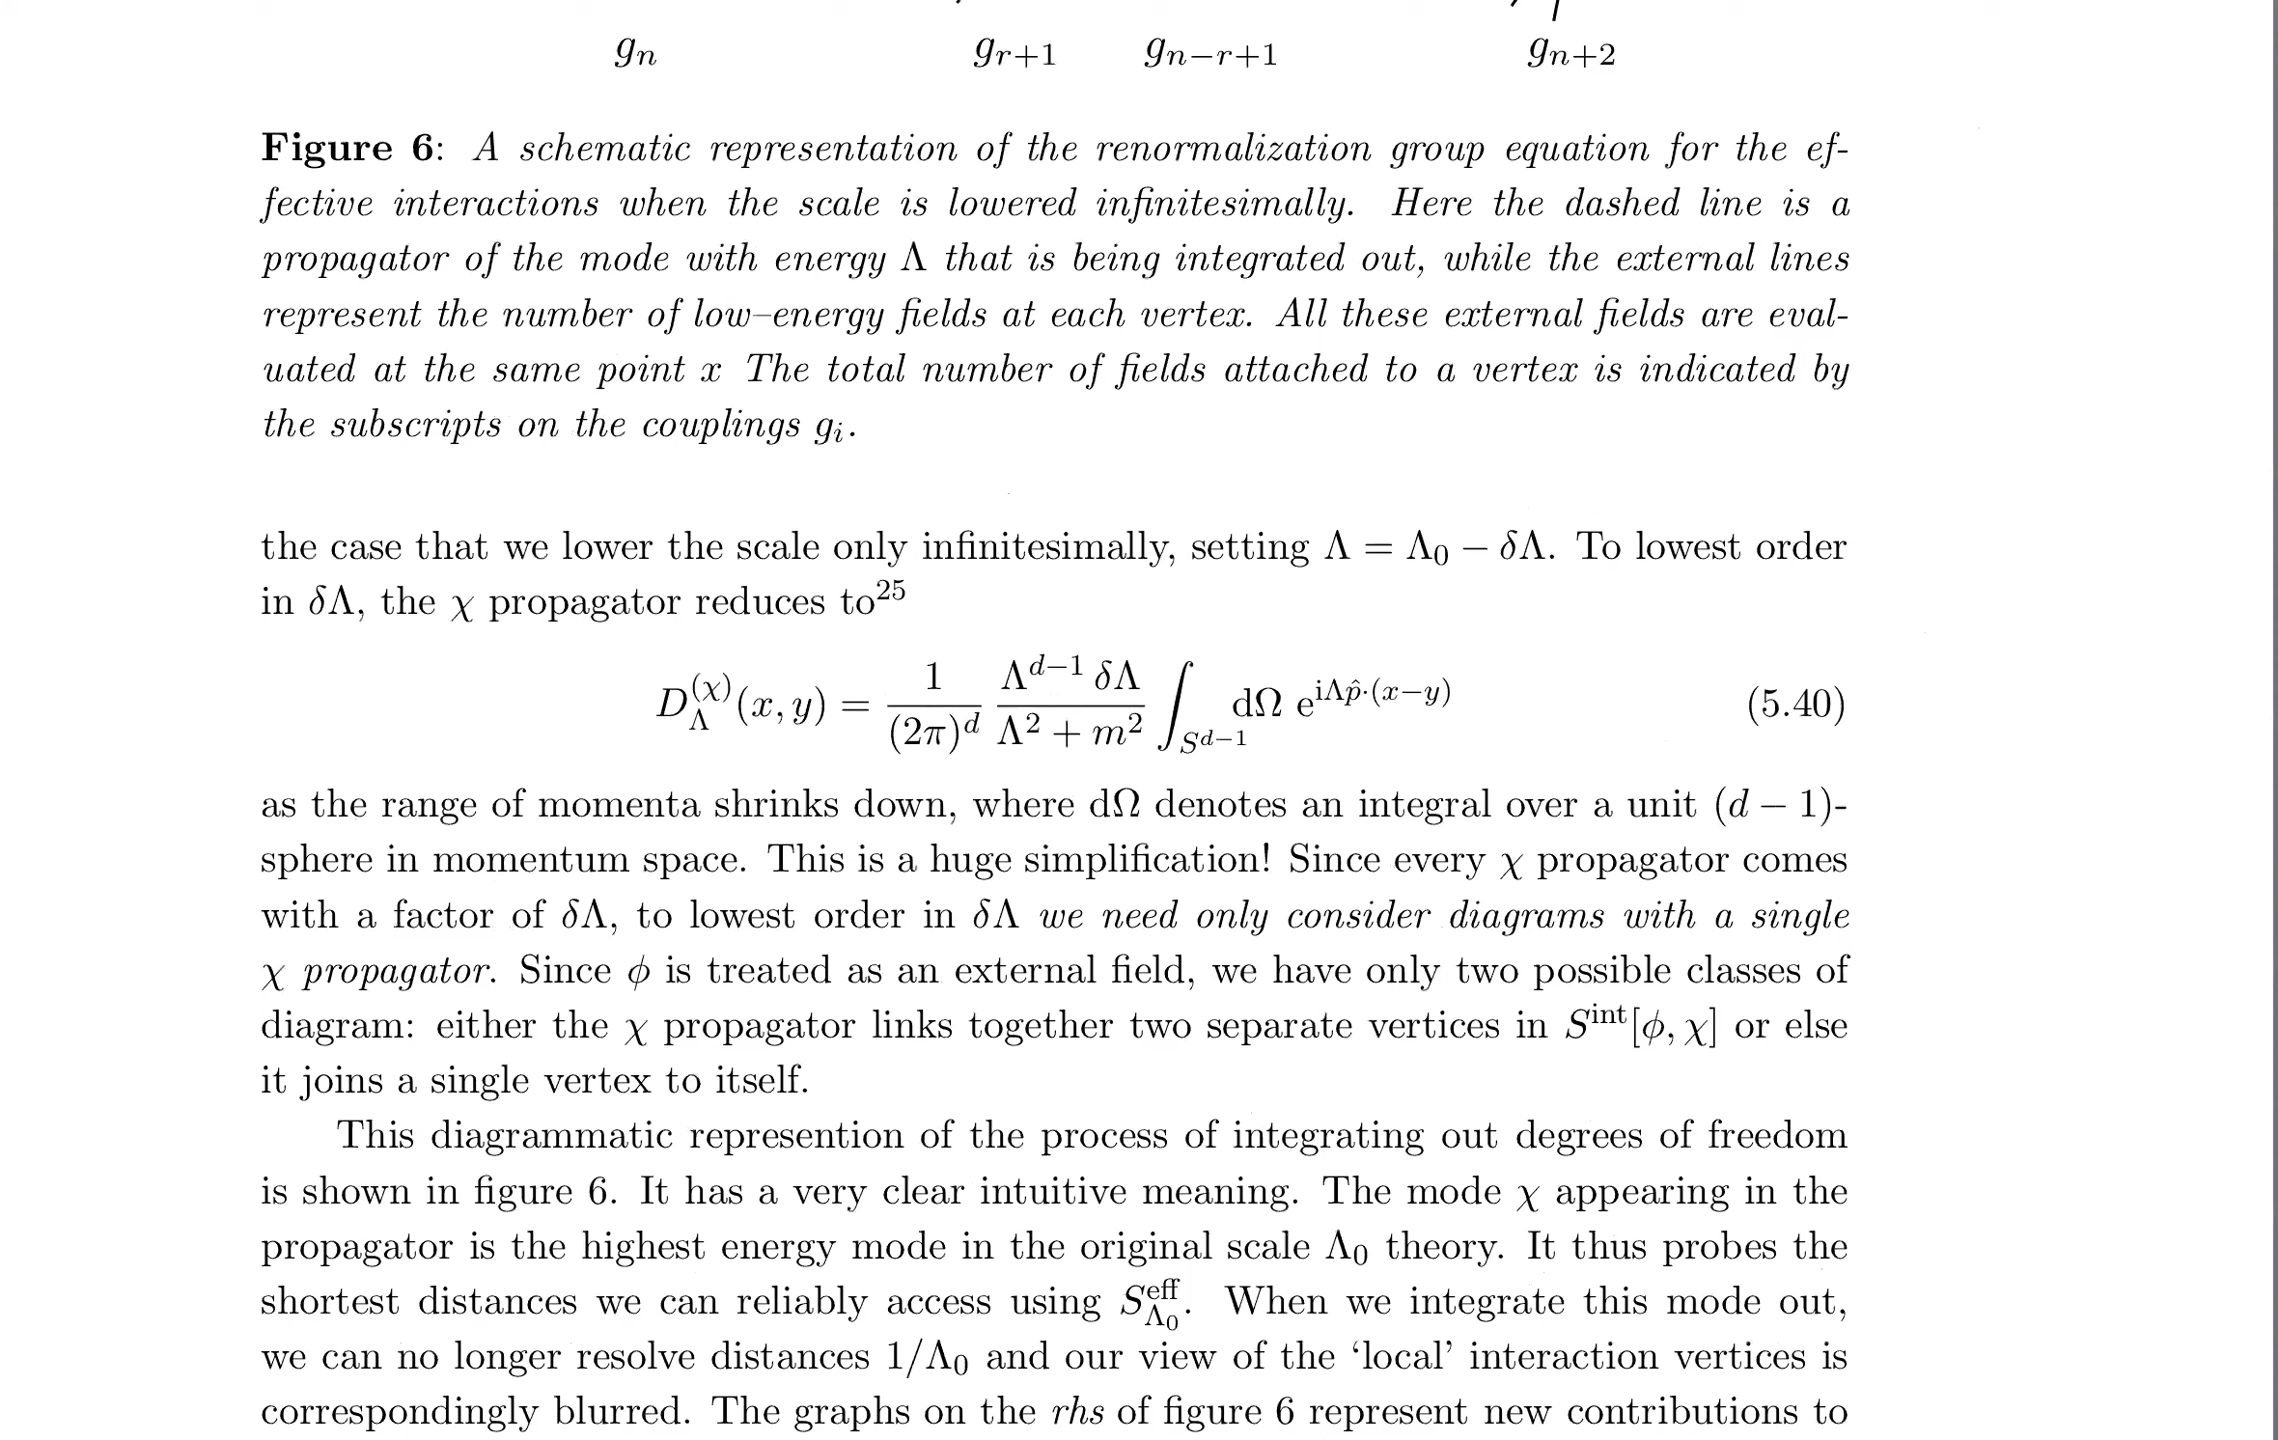 gₙ gᵣ₊₁ gₙ₋ᵣ₊₁ gₙ₊₂
Figure 6: A schematic representation of the renormalization group equation for the ef-
fective interactions when the scale is lowered infinitesimally. Here the dashed line is a
propagator of the mode with energy Λ that is being integrated out, while the external lines
represent the number of low–energy fields at each vertex. All these external fields are eval-
uated at the same point x The total number of fields attached to a vertex is indicated by
the subscripts on the couplings gᵢ.
the case that we lower the scale only infinitesimally, setting Λ = Λ₀ − δΛ. To lowest order
in δΛ, the χ propagator reduces to²⁵
D_Λ^{(χ)}(x, y) = \frac{1}{(2π)^d} \frac{Λ^{d−1} δΛ}{Λ² + m²} ∫_{S^{d−1}} dΩ e^{iΛp̂·(x−y)} (5.40)
as the range of momenta shrinks down, where dΩ denotes an integral over a unit (d − 1)-
sphere in momentum space. This is a huge simplification! Since every χ propagator comes
with a factor of δΛ, to lowest order in δΛ we need only consider diagrams with a single
χ propagator. Since ϕ is treated as an external field, we have only two possible classes of
diagram: either the χ propagator links together two separate vertices in S^{int}[ϕ, χ] or else
it joins a single vertex to itself.
This diagrammatic represention of the process of integrating out degrees of freedom
is shown in figure 6. It has a very clear intuitive meaning. The mode χ appearing in the
propagator is the highest energy mode in the original scale Λ₀ theory. It thus probes the
shortest distances we can reliably access using S_{Λ₀}^{eff}. When we integrate this mode out,
we can no longer resolve distances 1/Λ₀ and our view of the ‘local’ interaction vertices is
correspondingly blurred. The graphs on the rhs of figure 6 represent new contributions to